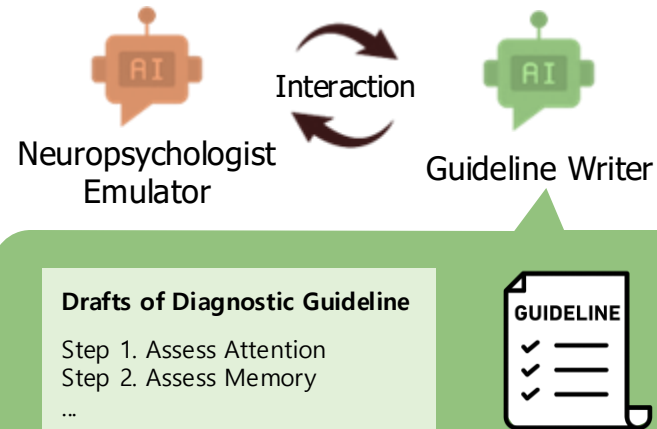 AI
Interaction
AI
Neuropsychologist
Emulator
Guideline Writer
Drafts of Diagnostic Guideline
Step 1. Assess Attention
Step 2. Assess Memory
...
GUIDELINE